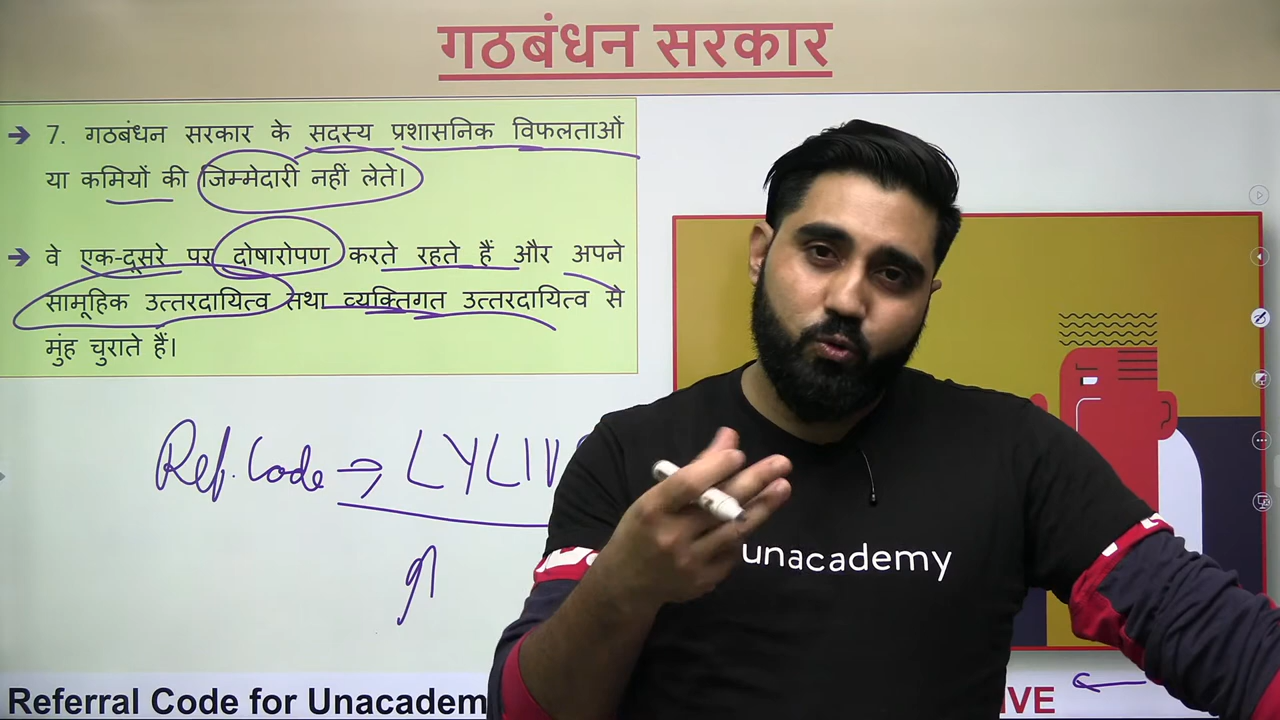 गठबंधन सरकार
→ 7. गठबंधन सरकार के सदस्य प्रशासनिक विफलताओं
या कमियों की जिम्मेदारी नहीं लेते।
→ वे एक-दूसरे पर दोषारोपण करते रहते हैं और अपने
सामूहिक उत्तरदायित्व तथा व्यक्तिगत उत्तरदायित्व से
मुंह चुराते हैं।
Ref. Code → LYLIV
unacademy
Referral Code for Unacadem
IVE